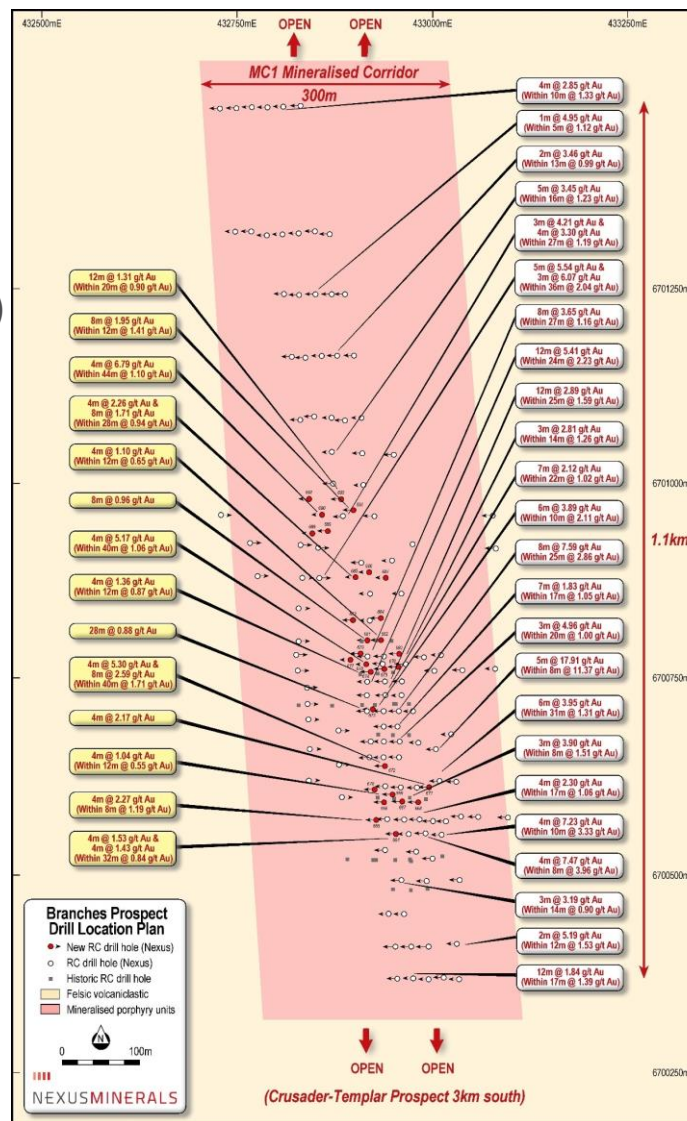 432500mE
432750mE
433000mE
433250mE
OPEN
OPEN
MC1 Mineralised Corridor
300m
4m @ 2.85 g/t Au
(Within 10m @ 1.33 g/t Au)
1m @ 4.95 g/t Au
(Within 5m @ 1.12 g/t Au)
2m @ 3.46 g/t Au
(Within 13m @ 0.99 g/t Au)
5m @ 3.45 g/t Au
(Within 16m @ 1.23 g/t Au)
3m @ 4.21 g/t Au &
4m @ 3.30 g/t Au
(Within 27m @ 1.19 g/t Au)
5m @ 5.54 g/t Au &
3m @ 6.07 g/t Au
(Within 36m @ 2.04 g/t Au)
8m @ 3.65 g/t Au
(Within 27m @ 1.16 g/t Au)
12m @ 5.41 g/t Au
(Within 24m @ 2.23 g/t Au)
12m @ 2.89 g/t Au
(Within 25m @ 1.59 g/t Au)
3m @ 2.81 g/t Au
(Within 14m @ 1.26 g/t Au)
7m @ 2.12 g/t Au
(Within 22m @ 1.02 g/t Au)
6m @ 3.89 g/t Au
(Within 10m @ 2.11 g/t Au)
8m @ 7.59 g/t Au
(Within 25m @ 2.86 g/t Au)
7m @ 1.83 g/t Au
(Within 17m @ 1.05 g/t Au)
3m @ 4.96 g/t Au
(Within 20m @ 1.00 g/t Au)
5m @ 17.91 g/t Au
(Within 8m @ 11.37 g/t Au)
6m @ 3.95 g/t Au
(Within 31m @ 1.31 g/t Au)
3m @ 3.90 g/t Au
(Within 8m @ 1.51 g/t Au)
4m @ 2.30 g/t Au
(Within 17m @ 1.06 g/t Au)
4m @ 7.23 g/t Au
(Within 10m @ 3.33 g/t Au)
4m @ 7.47 g/t Au
(Within 8m @ 3.96 g/t Au)
3m @ 3.19 g/t Au
(Within 14m @ 0.90 g/t Au)
2m @ 5.19 g/t Au
(Within 12m @ 1.53 g/t Au)
12m @ 1.84 g/t Au
(Within 17m @ 1.39 g/t Au)
12m @ 1.31 g/t Au
(Within 20m @ 0.90 g/t Au)
8m @ 1.95 g/t Au
(Within 12m @ 1.41 g/t Au)
4m @ 6.79 g/t Au
(Within 44m @ 1.10 g/t Au)
4m @ 2.26 g/t Au &
8m @ 1.71 g/t Au
(Within 28m @ 0.94 g/t Au)
4m @ 1.10 g/t Au
(Within 12m @ 0.65 g/t Au)
8m @ 0.96 g/t Au
4m @ 5.17 g/t Au
(Within 40m @ 1.06 g/t Au)
4m @ 1.36 g/t Au
(Within 12m @ 0.87 g/t Au)
28m @ 0.88 g/t Au
4m @ 5.30 g/t Au &
8m @ 2.59 g/t Au
(Within 40m @ 1.71 g/t Au)
4m @ 2.17 g/t Au
4m @ 1.04 g/t Au
(Within 12m @ 0.55 g/t Au)
4m @ 2.27 g/t Au
(Within 8m @ 1.19 g/t Au)
4m @ 1.53 g/t Au &
4m @ 1.43 g/t Au
(Within 32m @ 0.84 g/t Au)
6701250m
6701000m
1.1km
6700750m
6700500m
6700250m
Branches Prospect
Drill Location Plan
New RC drill hole (Nexus)
RC drill hole (Nexus)
Historic RC drill hole
Felsic volcaniclastic
Mineralised porphyry units
N
0 100m
NEXUSMINERALS
OPEN
OPEN
(Crusader-Templar Prospect 3km south)